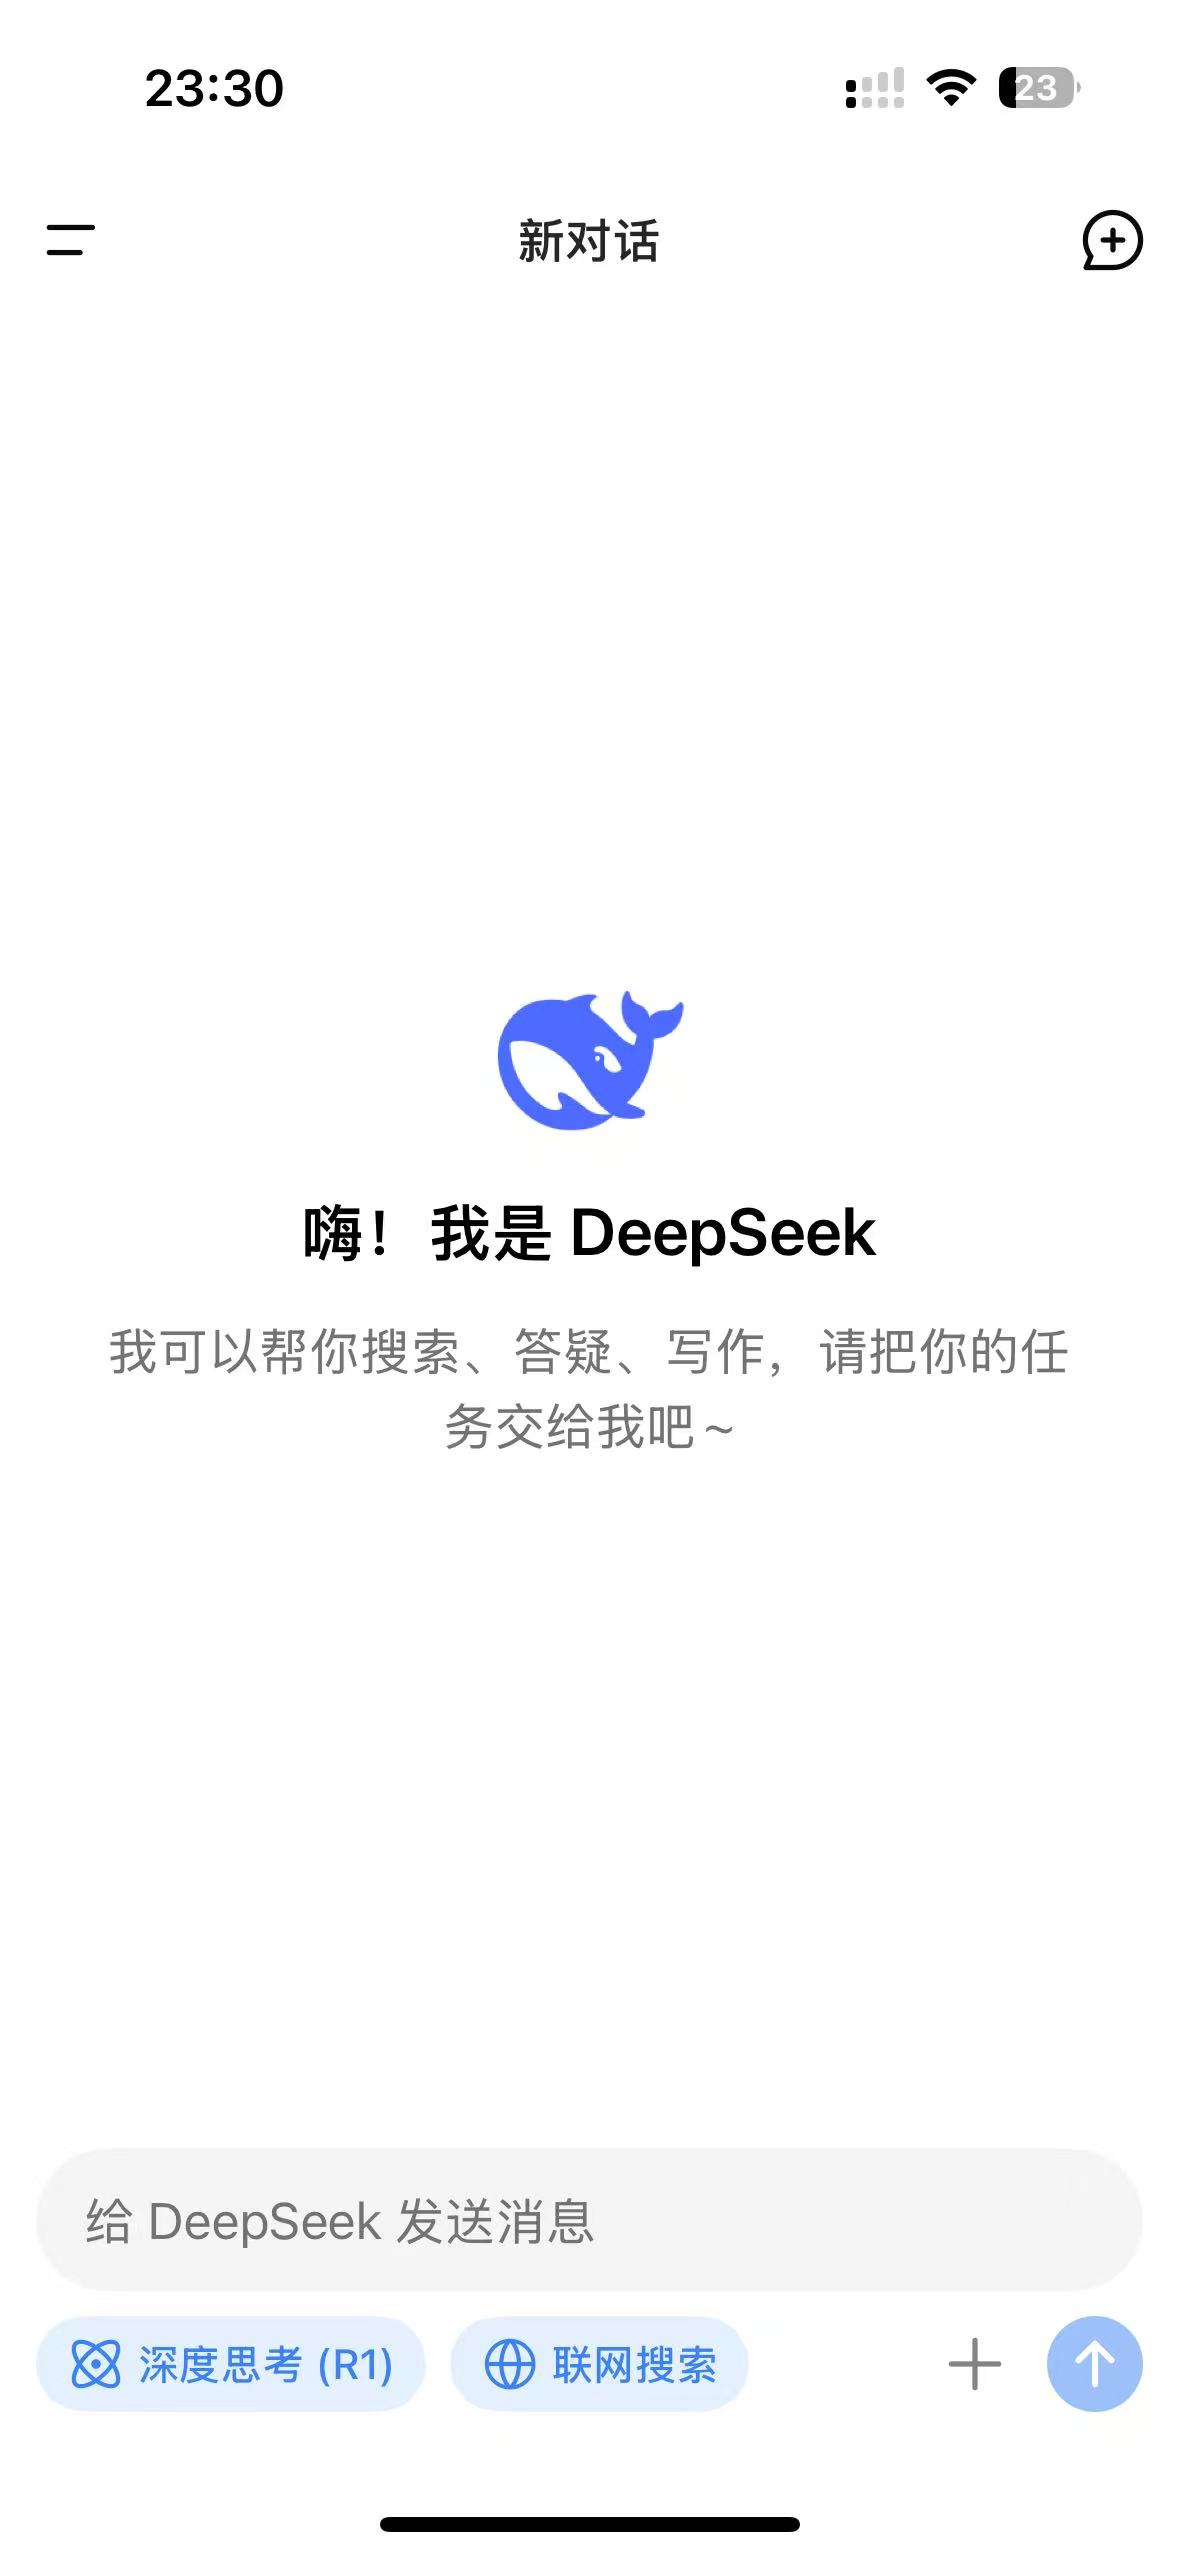 23:30
23
新对话
嗨！我是 DeepSeek
我可以帮你搜索、答疑、写作，请把你的任
务交给我吧～
给 DeepSeek 发送消息
深度思考 (R1)
联网搜索